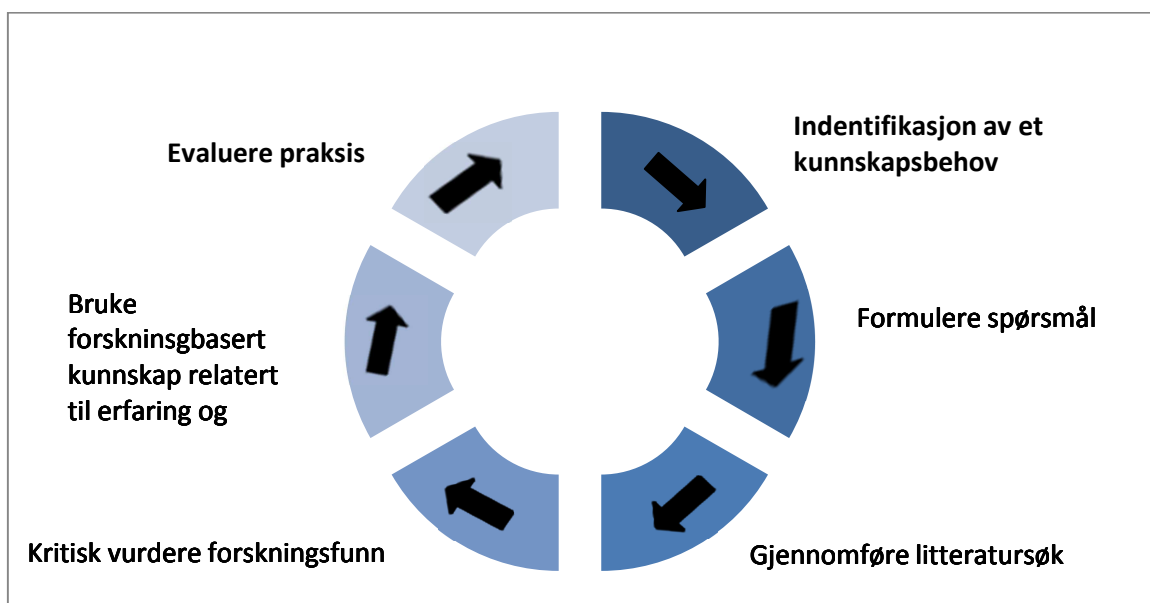 Indentifikasjon av et
kunnskapsbehov
Formulere spørsmål
Gjennomføre litteratursøk
Kritisk vurdere forskningsfunn
Bruke
forskninsgbasert
kunnskap relatert
til erfaring og
Evaluere praksis